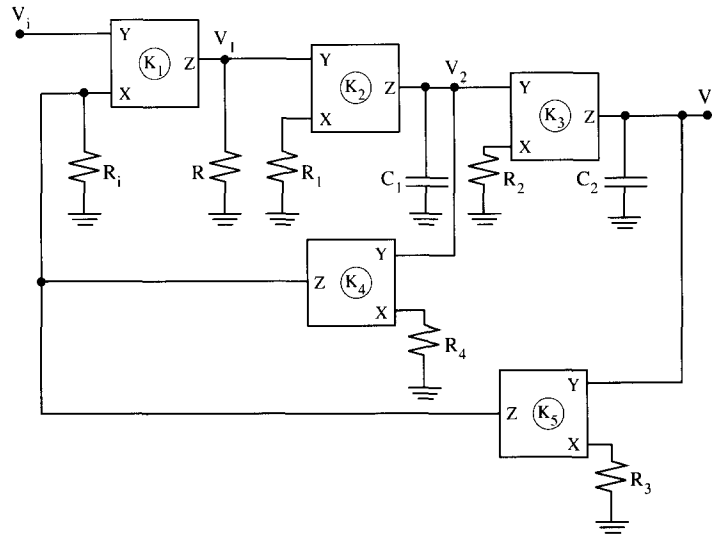 V_i
Y
K_1
Z
X
V_1
Y
K_2
Z
X
V_2
Y
K_3
Z
X
V
R_i
R
R_1
C_1
R_2
C_2
Y
Z
K_4
X
R_4
Y
Z
K_5
X
R_3